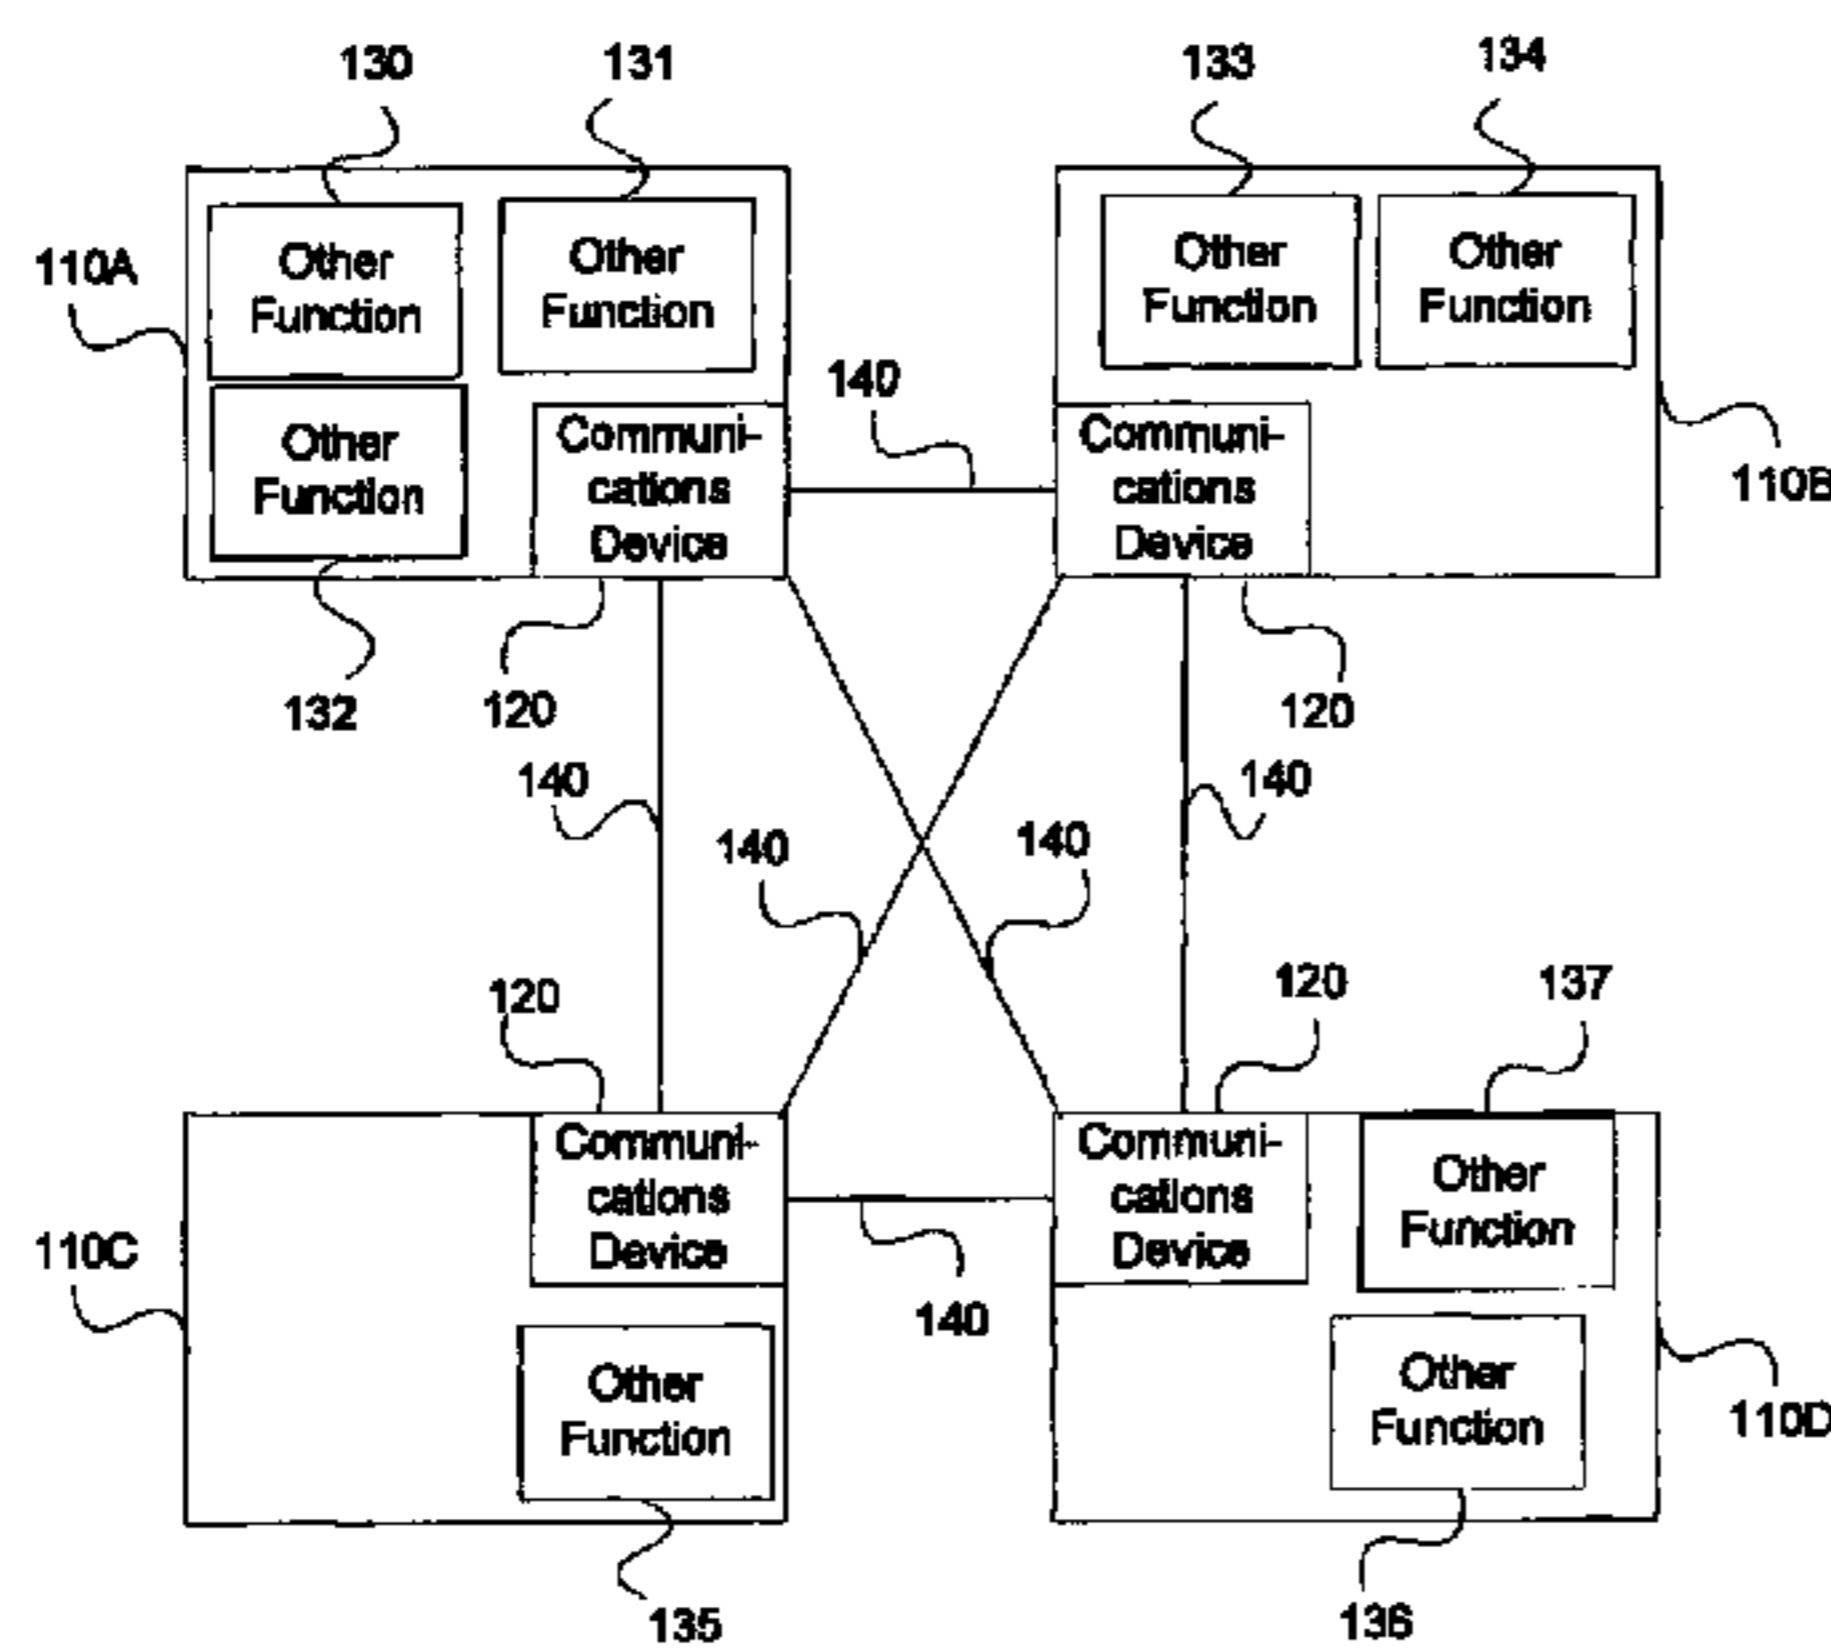 130
131
133
134
110A
Other
Function
Other
Function
Other
Function
Other
Function
140
Other
Function
Communi-
cations
Device
Communi-
cations
Device
110B
132
120
120
140
140
140
140
120
120
137
110C
Communi-
cations
Device
Communi-
cations
Device
Other
Function
140
110D
Other
Function
Other
Function
135
136